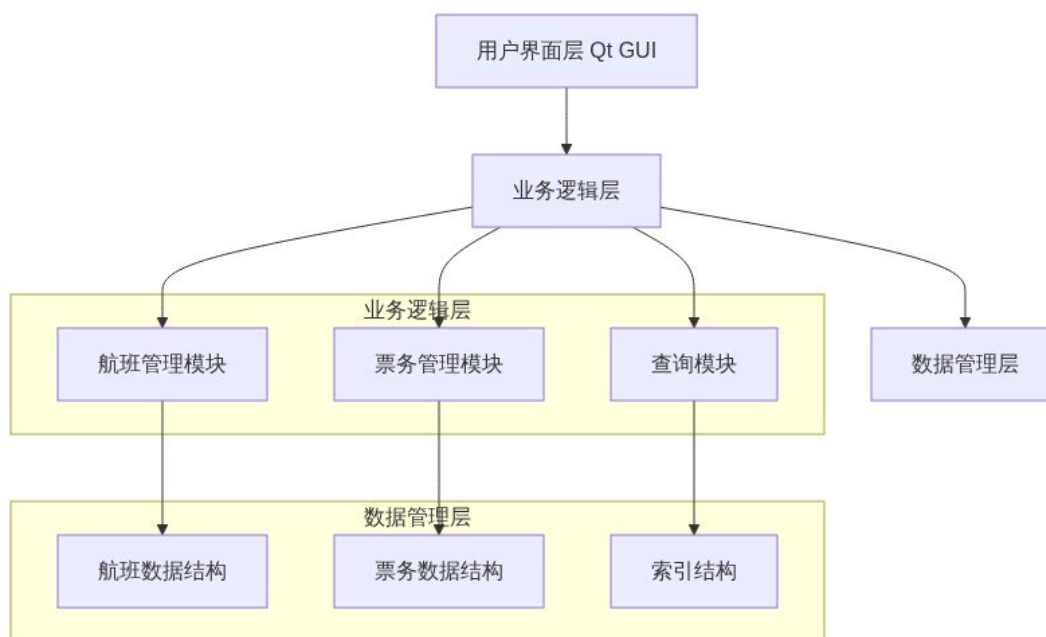 用户界面层 Qt GUI
业务逻辑层
业务逻辑层
航班管理模块
票务管理模块
查询模块
数据管理层
数据管理层
航班数据结构
票务数据结构
索引结构